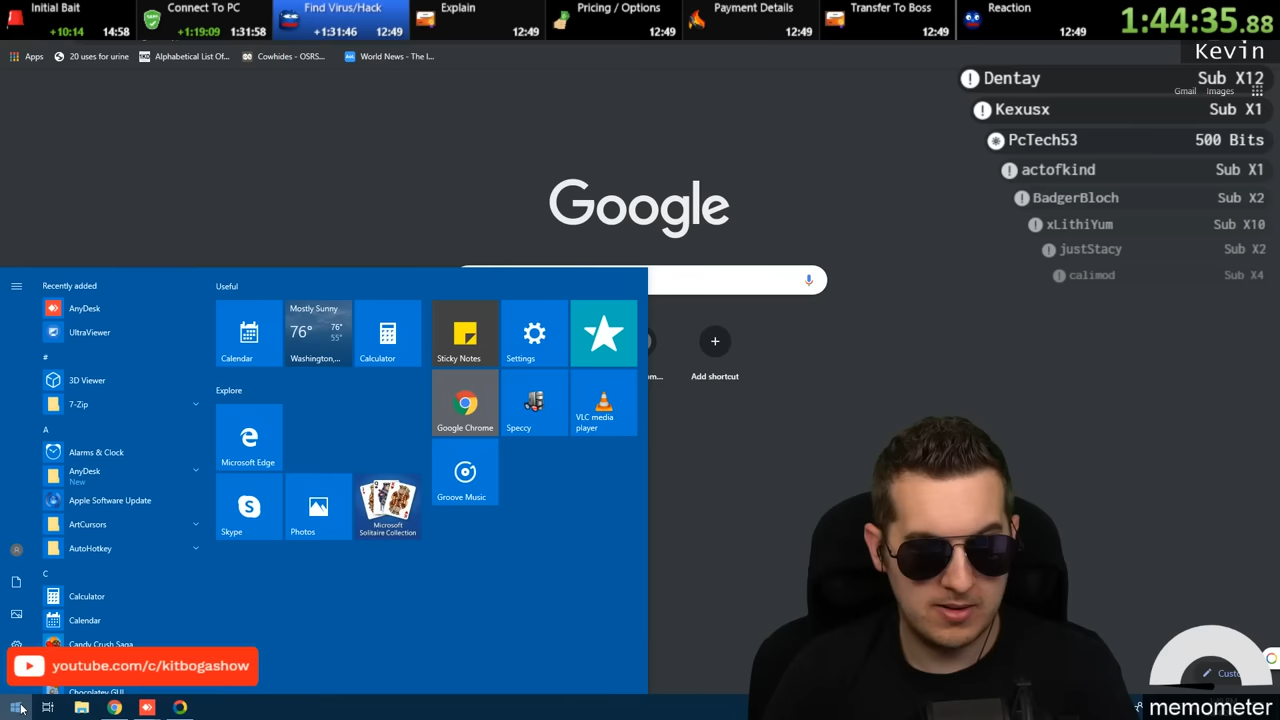 Initial Bait
+10:14 14:58
Connect To PC
+1:19:09 1:31:58
Find Virus/Hack
+1:31:46 12:49
Explain
12:49
Pricing / Options
12:49
Payment Details
12:49
Transfer To Boss
12:49
Reaction
12:49
1:44:35.88
Kevin
Apps
20 uses for urine
Alphabetical List Of...
Cowhides - OSRS...
World News - The I...
Dentay Sub X12
Gmail Images
Kexusx Sub X1
PcTech53 500 Bits
actofkind Sub X1
BadgerBloch Sub X2
xLithiYum Sub X10
justStacy Sub X2
calimod Sub X4
Google
Add shortcut
Recently added
AnyDesk
UltraViewer
#
3D Viewer
7-Zip
A
Alarms & Clock
AnyDesk
New
Apple Software Update
ArtCursors
AutoHotkey
C
Calculator
Calendar
Candy Crush Saga
Chocolatey GUI
Useful
Calendar
Mostly Sunny
76° 76°
55°
Washington,...
Calculator
Explore
Microsoft Edge
Skype
Photos
Microsoft
Solitaire Collection
Sticky Notes
Settings
Google Chrome
Speccy
VLC media
player
Groove Music
youtube.com/c/kitbogashow
Custo
memometer